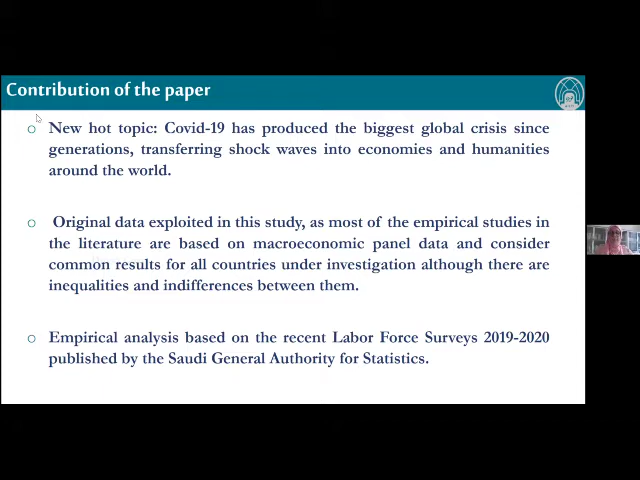 Contribution of the paper
New hot topic: Covid-19 has produced the biggest global crisis since
generations, transferring shock waves into economies and humanities
around the world.
Original data exploited in this study, as most of the empirical studies in
the literature are based on macroeconomic panel data and consider
common results for all countries under investigation although there are
inequalities and indifferences between them.
Empirical analysis based on the recent Labor Force Surveys 2019-2020
published by the Saudi General Authority for Statistics.